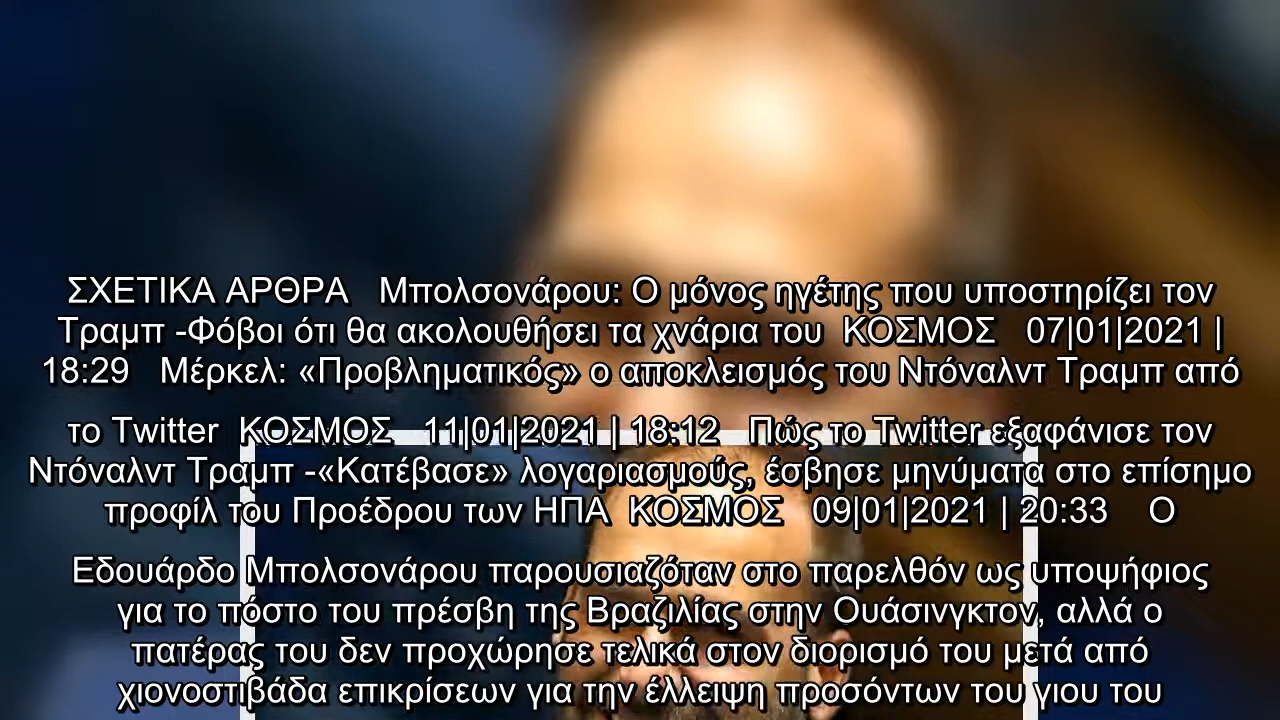 ΣΧΕΤΙΚΑ ΑΡΘΡΑ Μπολσονάρου: Ο μόνος ηγέτης που υποστηρίζει τον
Τραμπ -Φόβοι ότι θα ακολουθήσει τα χνάρια του ΚΟΣΜΟΣ 07|01|2021 |
18:29 Μέρκελ: «Προβληματικός» ο αποκλεισμός του Ντόναλντ Τραμπ από
το Twitter ΚΟΣΜΟΣ 11|01|2021 | 18:12 Πώς το Twitter εξαφάνισε τον
Ντόναλντ Τραμπ -«Κατέβασε» λογαριασμούς, έσβησε μηνύματα στο επίσημο
προφίλ του Προέδρου των ΗΠΑ ΚΟΣΜΟΣ 09|01|2021 | 20:33 Ο
Εδουάρδο Μπολσονάρου παρουσιαζόταν στο παρελθόν ως υποψήφιος
για το πόστο του πρέσβη της Βραζιλίας στην Ουάσινγκτον, αλλά ο
πατέρας του δεν προχώρησε τελικά στον διορισμό του μετά από
χιονοστιβάδα επικρίσεων για την έλλειψη προσόντων του γιου του